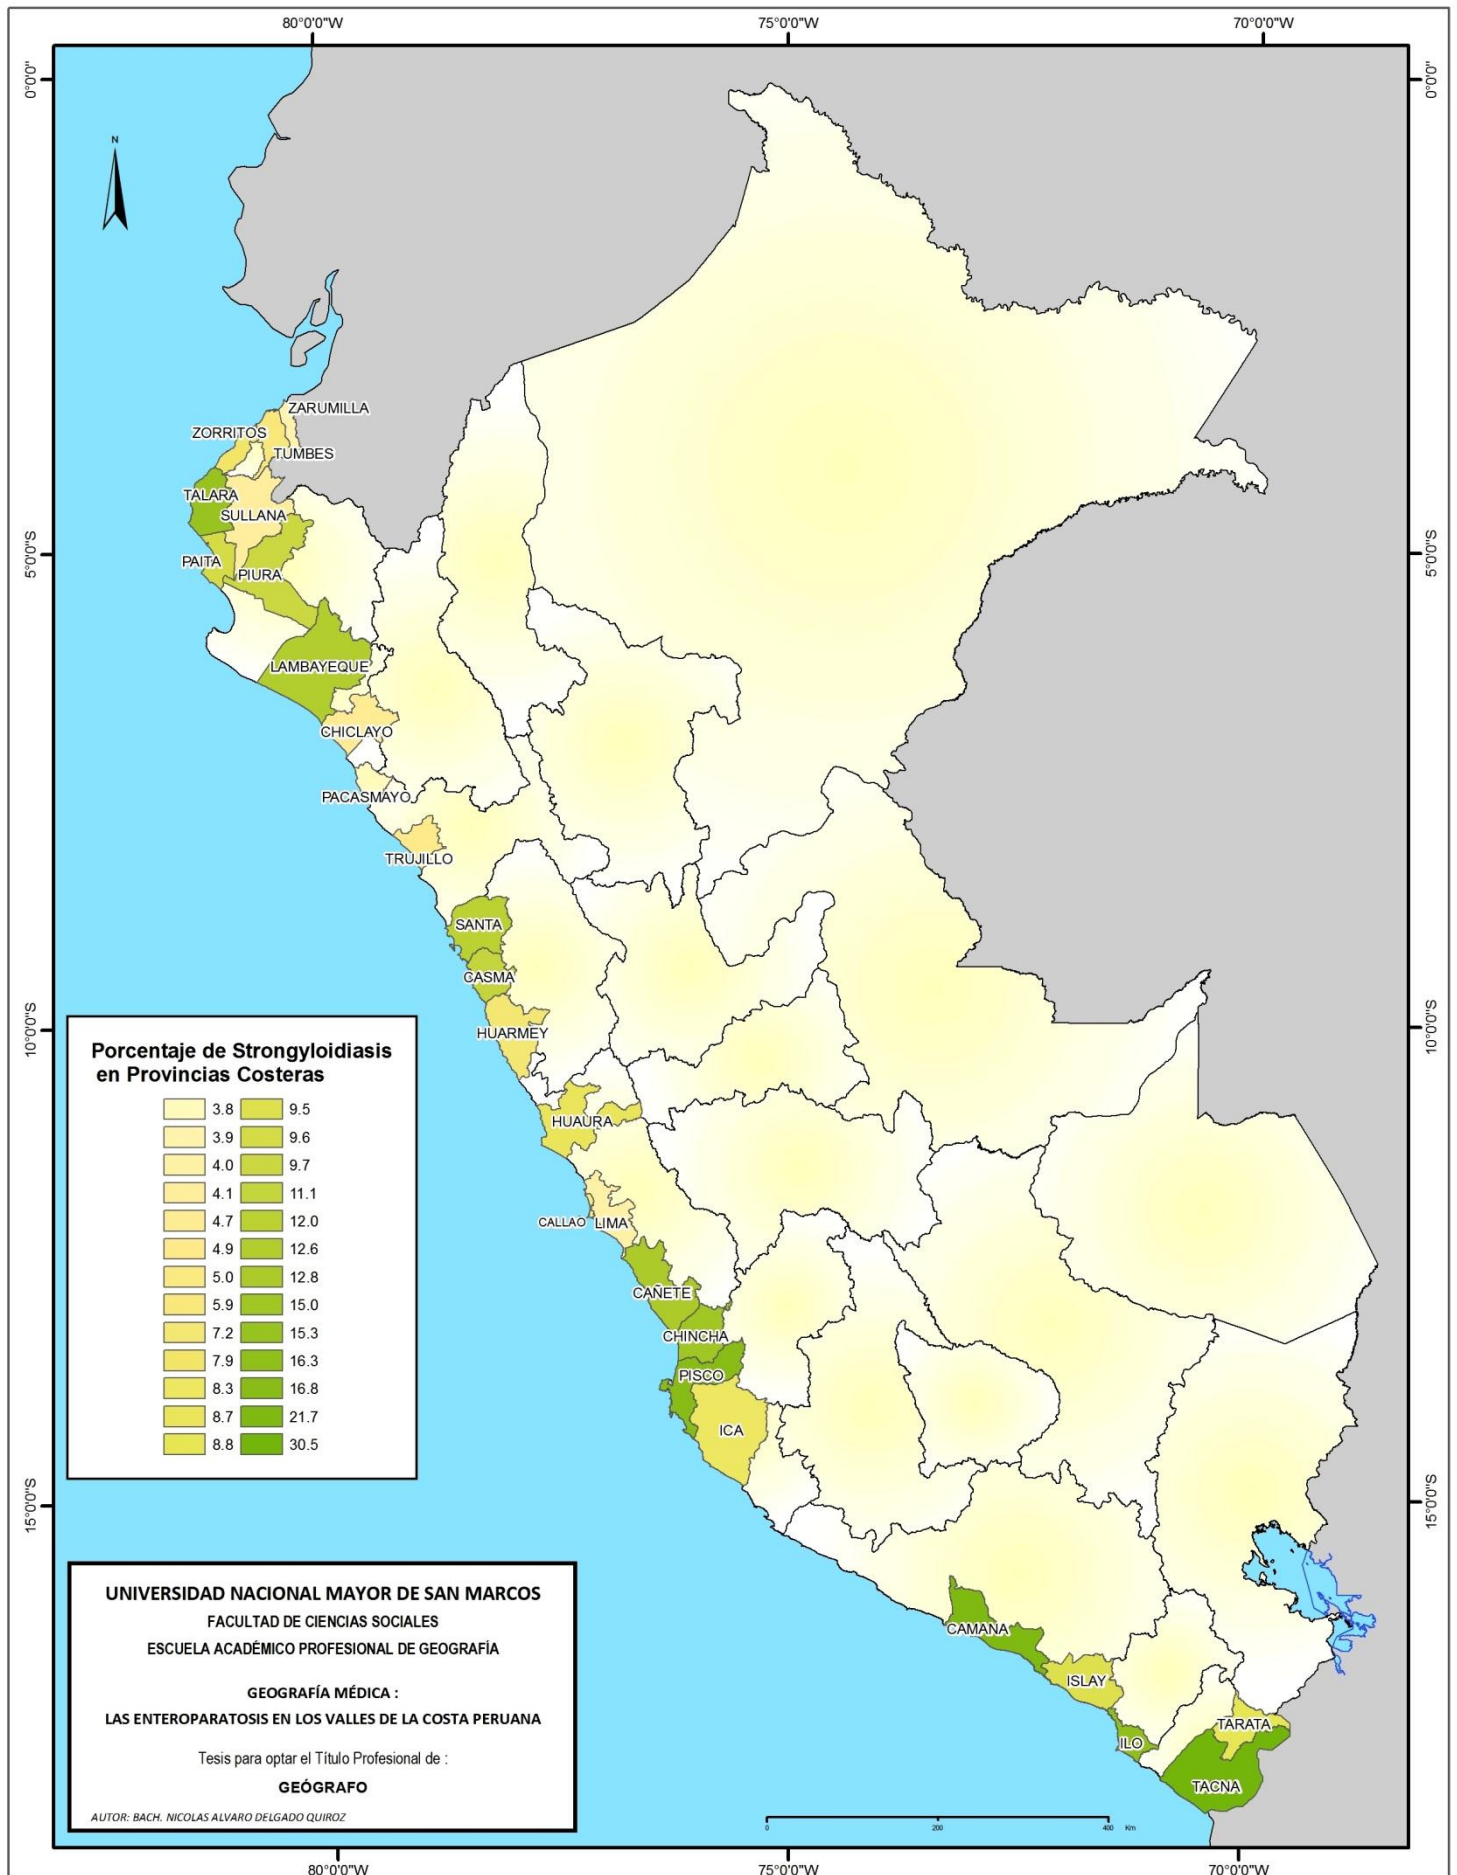 80°0'0"W 75°0'0"W 70°0'0"W
0°0'0" 0°0'0"
N
ZARUMILLA
ZORRITOS
TUMBES
TALARA
SULLANA
5°0'0"S 5°0'0"S
PAITA
PIURA
LAMBAYEQUE
CHICLAYO
PACASMAYO
TRUJILLO
SANTA
CASMA
HUARMEY
10°0'0"S 10°0'0"S
HUAURA
CALLAO LIMA
CAÑETE
CHINCHA
PISCO
ICA
15°0'0"S 15°0'0"S
CAMANA
ISLAY
TARATA
ILO
TACNA
Porcentaje de Strongyloidiasis
en Provincias Costeras
3.8 9.5
3.9 9.6
4.0 9.7
4.1 11.1
4.7 12.0
4.9 12.6
5.0 12.8
5.9 15.0
7.2 15.3
7.9 16.3
8.3 16.8
8.7 21.7
8.8 30.5
UNIVERSIDAD NACIONAL MAYOR DE SAN MARCOS
FACULTAD DE CIENCIAS SOCIALES
ESCUELA ACADÉMICO PROFESIONAL DE GEOGRAFÍA
GEOGRAFÍA MÉDICA :
LAS ENTEROPARATOSIS EN LOS VALLES DE LA COSTA PERUANA
Tesis para optar el Título Profesional de :
GEÓGRAFO
AUTOR: BACH. NICOLAS ALVARO DELGADO QUIROZ
0 200 400 Km
80°0'0"W 75°0'0"W 70°0'0"W